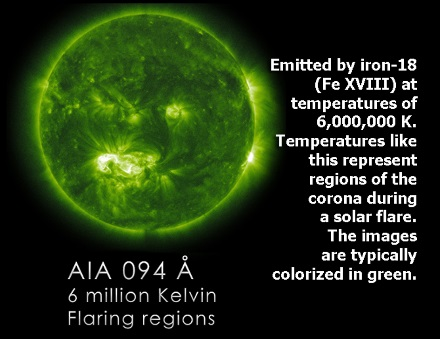 Emitted by iron-18
(Fe XVIII) at
temperatures of
6,000,000 K.
Temperatures like
this represent
regions of the
corona during
a solar flare.
The images
are typically
colorized in green.
AIA 094 Å
6 million Kelvin
Flaring regions